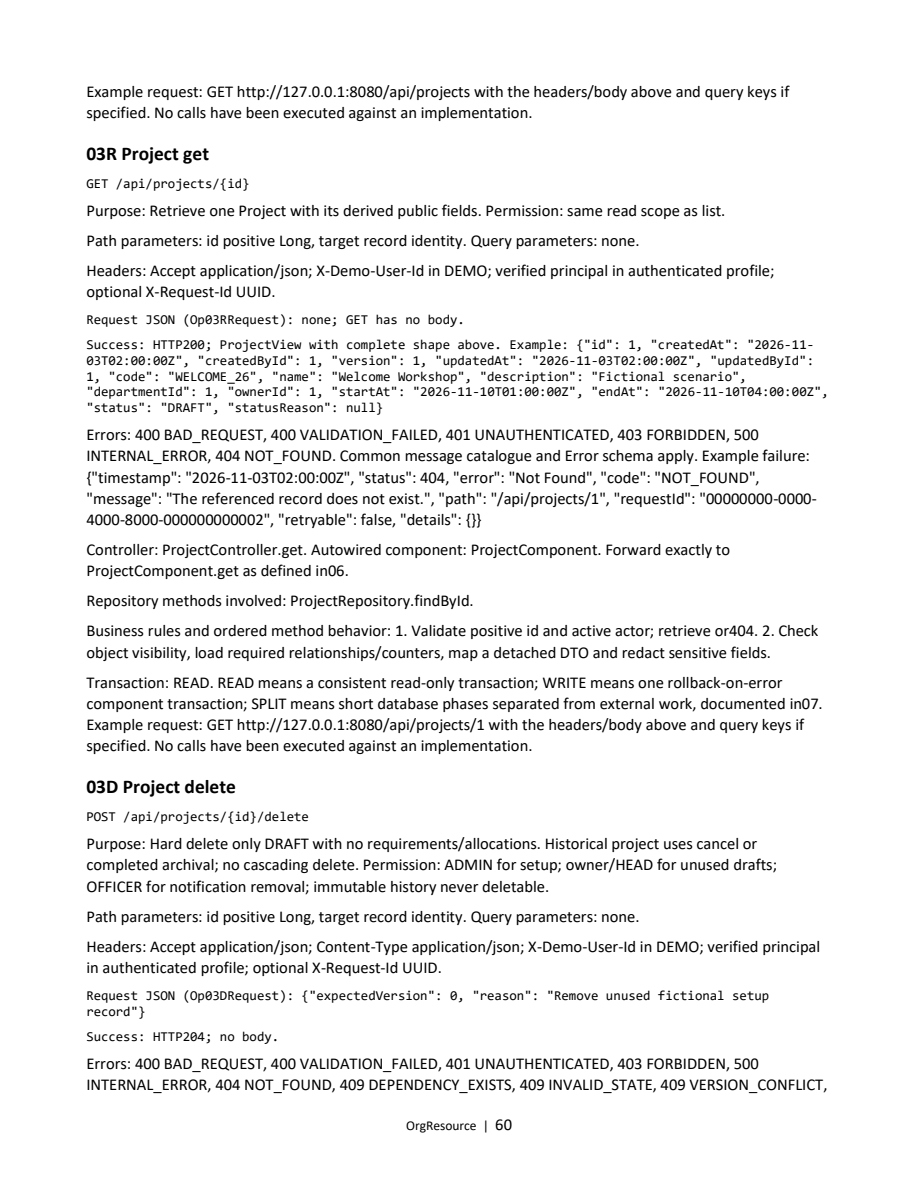 Example request: GET http://127.0.0.1:8080/api/projects with the headers/body above and query keys if
specified. No calls have been executed against an implementation.
03R Project get
GET /api/projects/{id}
Purpose: Retrieve one Project with its derived public fields. Permission: same read scope as list.
Path parameters: id positive Long, target record identity. Query parameters: none.
Headers: Accept application/json; X-Demo-User-Id in DEMO; verified principal in authenticated profile;
optional X-Request-Id UUID.
Request JSON (Op03RRequest): none; GET has no body.
Success: HTTP200; ProjectView with complete shape above. Example: {"id": 1, "createdAt": "2026-11-
03T02:00:00Z", "createdById": 1, "version": 1, "updatedAt": "2026-11-03T02:00:00Z", "updatedById":
1, "code": "WELCOME_26", "name": "Welcome Workshop", "description": "Fictional scenario",
"departmentId": 1, "ownerId": 1, "startAt": "2026-11-10T01:00:00Z", "endAt": "2026-11-10T04:00:00Z",
"status": "DRAFT", "statusReason": null}
Errors: 400 BAD_REQUEST, 400 VALIDATION_FAILED, 401 UNAUTHENTICATED, 403 FORBIDDEN, 500
INTERNAL_ERROR, 404 NOT_FOUND. Common message catalogue and Error schema apply. Example failure:
{"timestamp": "2026-11-03T02:00:00Z", "status": 404, "error": "Not Found", "code": "NOT_FOUND",
"message": "The referenced record does not exist.", "path": "/api/projects/1", "requestId": "00000000-0000-
4000-8000-000000000002", "retryable": false, "details": {}}
Controller: ProjectController.get. Autowired component: ProjectComponent. Forward exactly to
ProjectComponent.get as defined in06.
Repository methods involved: ProjectRepository.findById.
Business rules and ordered method behavior: 1. Validate positive id and active actor; retrieve or404. 2. Check
object visibility, load required relationships/counters, map a detached DTO and redact sensitive fields.
Transaction: READ. READ means a consistent read-only transaction; WRITE means one rollback-on-error
component transaction; SPLIT means short database phases separated from external work, documented in07.
Example request: GET http://127.0.0.1:8080/api/projects/1 with the headers/body above and query keys if
specified. No calls have been executed against an implementation.
03D Project delete
POST /api/projects/{id}/delete
Purpose: Hard delete only DRAFT with no requirements/allocations. Historical project uses cancel or
completed archival; no cascading delete. Permission: ADMIN for setup; owner/HEAD for unused drafts;
OFFICER for notification removal; immutable history never deletable.
Path parameters: id positive Long, target record identity. Query parameters: none.
Headers: Accept application/json; Content-Type application/json; X-Demo-User-Id in DEMO; verified principal
in authenticated profile; optional X-Request-Id UUID.
Request JSON (Op03DRequest): {"expectedVersion": 0, "reason": "Remove unused fictional setup
record"}
Success: HTTP204; no body.
Errors: 400 BAD_REQUEST, 400 VALIDATION_FAILED, 401 UNAUTHENTICATED, 403 FORBIDDEN, 500
INTERNAL_ERROR, 404 NOT_FOUND, 409 DEPENDENCY_EXISTS, 409 INVALID_STATE, 409 VERSION_CONFLICT,
OrgResource | 60